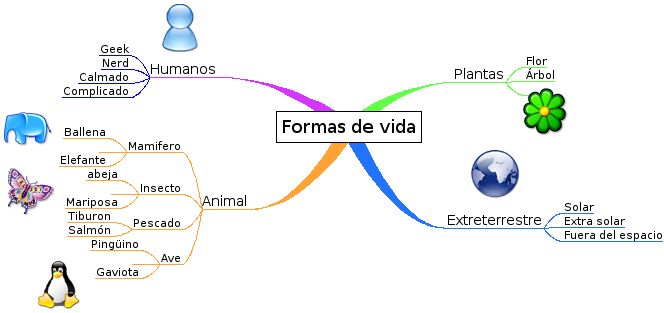 Formas de vida
Humanos
Geek
Nerd
Calmado
Complicado
Plantas
Flor
Árbol
Animal
Mamifero
Ballena
Elefante
Insecto
abeja
Mariposa
Pescado
Tiburon
Salmón
Ave
Pingüino
Gaviota
Extreterrestre
Solar
Extra solar
Fuera del espacio